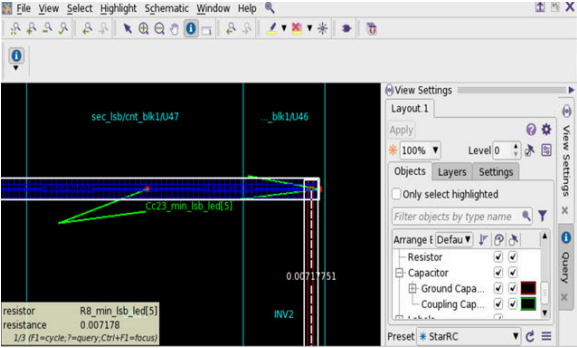 File View Select Highlight Schematic Window Help
View Settings
Layout.1
Apply
100% Level 0
Objects Layers Settings
Only select highlighted
Filter objects by type name
Arrange E Defau
Resistor
Capacitor
Ground Capa...
Coupling Cap...
Preset StarRC
View Settings
Query
sec_lsb/cnt_blk1/U47
..._blk1/U46
Cc23_min_lsb_led[5]
0.00717751
INV2
resistor R8_min_lsb_led[5]
resistance 0.007178
1/3 (F1=cycle;?=query;Ctrl+F1=focus)